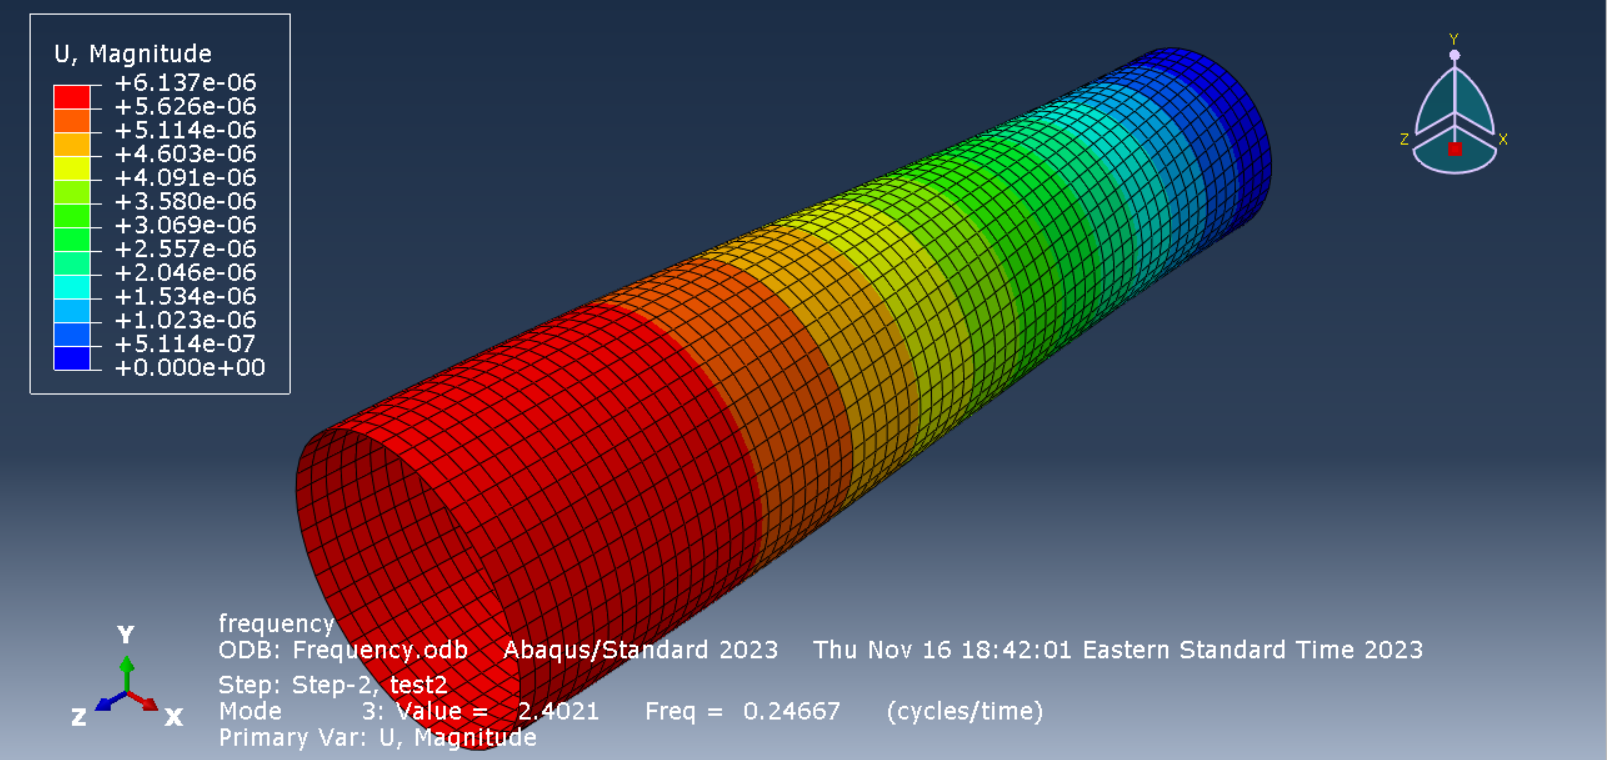 U, Magnitude
+6.137e-06
+5.626e-06
+5.114e-06
+4.603e-06
+4.091e-06
+3.580e-06
+3.069e-06
+2.557e-06
+2.046e-06
+1.534e-06
+1.023e-06
+5.114e-07
+0.000e+00
Y
Z X
Y
Z X
frequency
ODB: Frequency.odb Abaqus/Standard 2023 Thu Nov 16 18:42:01 Eastern Standard Time 2023
Step: Step-2, test2
Mode 3: Value = 2.4021 Freq = 0.24667 (cycles/time)
Primary Var: U, Magnitude